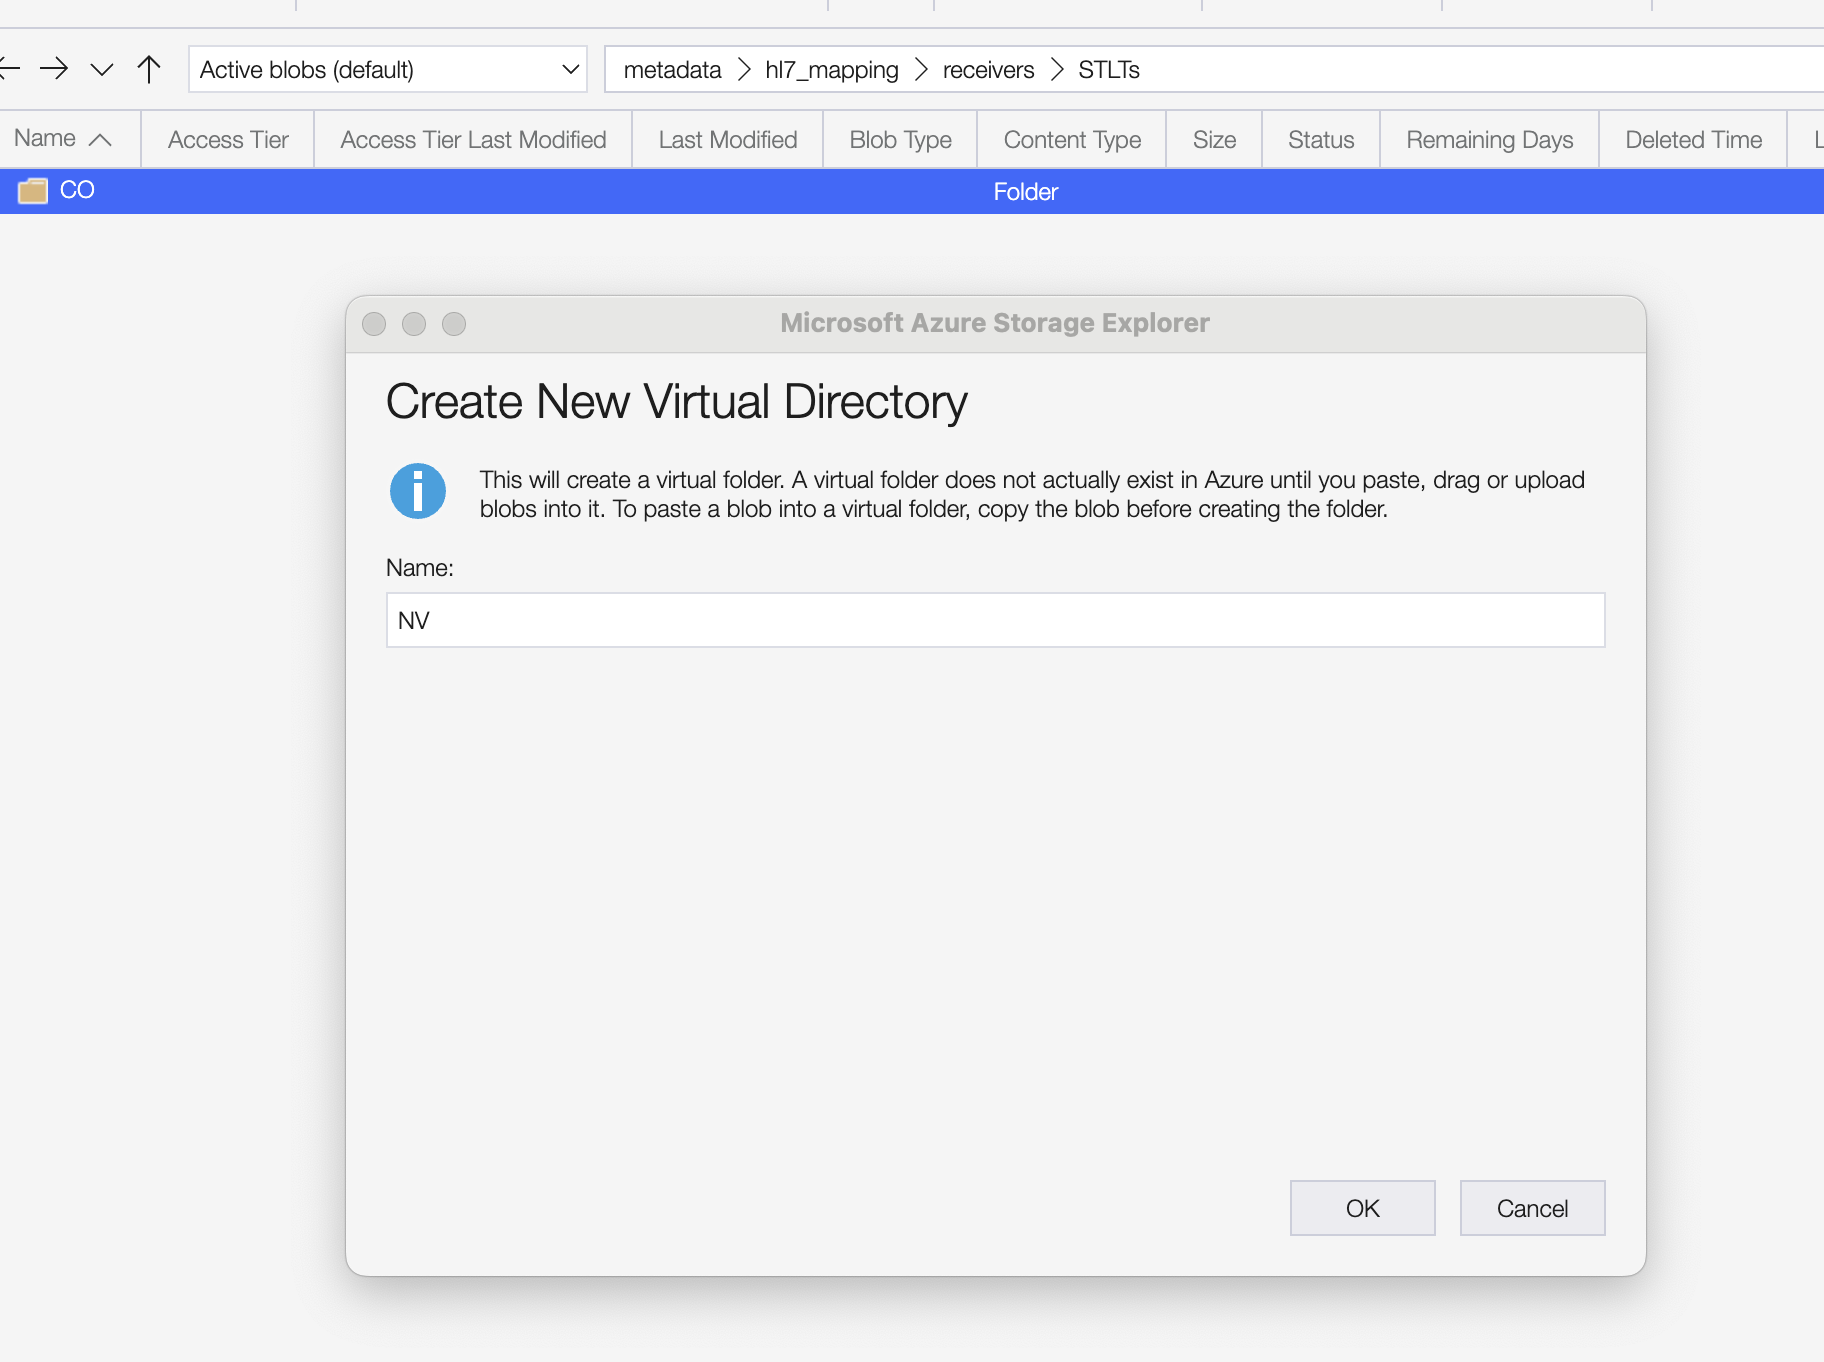 Active blobs (default) metadata hl7_mapping receivers STLTs
Name Access Tier Access Tier Last Modified Last Modified Blob Type Content Type Size Status Remaining Days Deleted Time L
CO Folder
Microsoft Azure Storage Explorer
Create New Virtual Directory
This will create a virtual folder. A virtual folder does not actually exist in Azure until you paste, drag or upload
blobs into it. To paste a blob into a virtual folder, copy the blob before creating the folder.
Name:
NV
OK Cancel